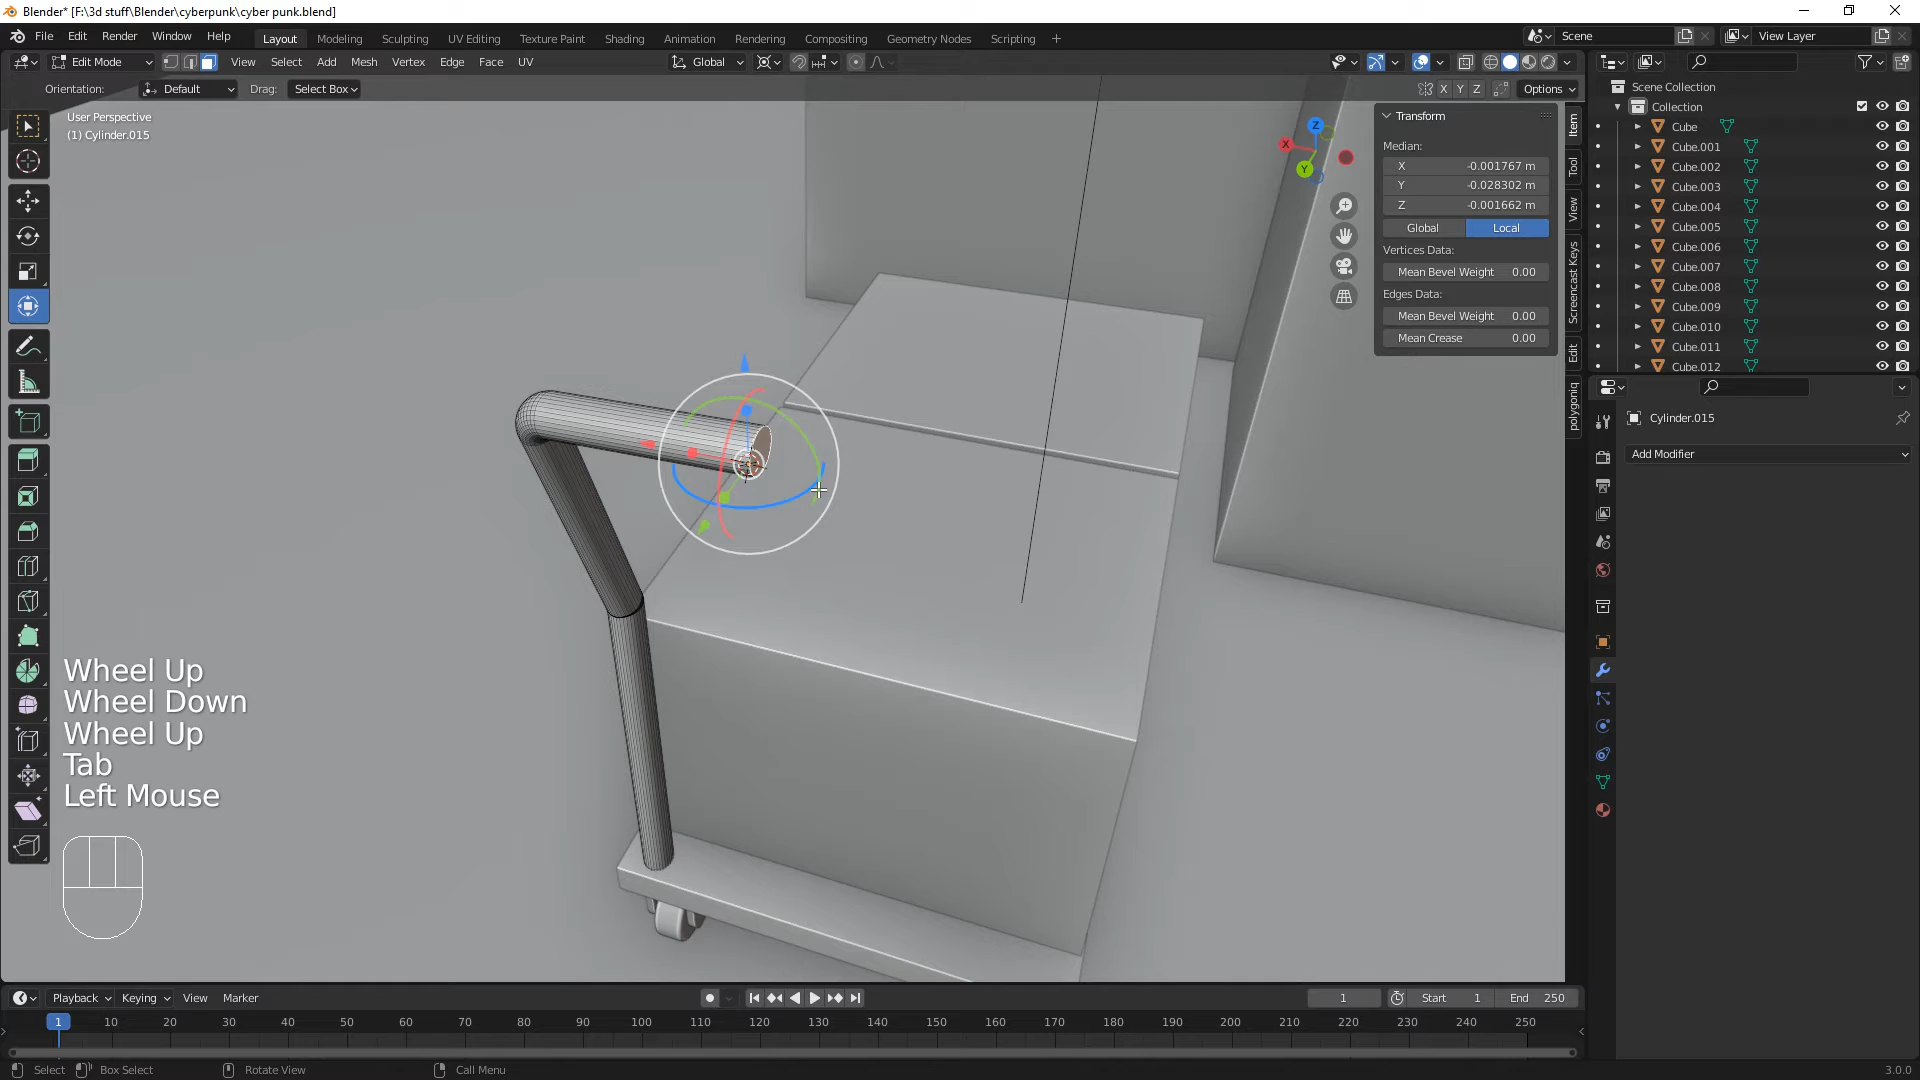 Blender* [F:\3d stuff\Blender\cyberpunk\cyber punk.blend]
File Edit Render Window Help Layout Modeling Sculpting UV Editing Texture Paint Shading Animation Rendering Compositing Geometry Nodes Scripting + Scene View Layer
Edit Mode View Select Add Mesh Vertex Edge Face UV Global
Orientation: Default Drag: Select Box X Y Z Options
User Perspective
(1) Cylinder.015
Z
X
Y
Transform
Median:
X -0.001767 m
Y -0.028302 m
Z -0.001662 m
Global Local
Vertices Data:
Mean Bevel Weight 0.00
Edges Data:
Mean Bevel Weight 0.00
Mean Crease 0.00
Item
Tool
View
Screencast Keys
Edit
polygoniq
Scene Collection
Collection
Cube
Cube.001
Cube.002
Cube.003
Cube.004
Cube.005
Cube.006
Cube.007
Cube.008
Cube.009
Cube.010
Cube.011
Cube.012
Cylinder.015
Add Modifier
Wheel Up
Wheel Down
Wheel Up
Tab
Left Mouse
Playback Keying View Marker 1 Start 1 End 250
1 10 20 30 40 50 60 70 80 90 100 110 120 130 140 150 160 170 180 190 200 210 220 230 240 250
Select Box Select Rotate View Call Menu 3.0.0